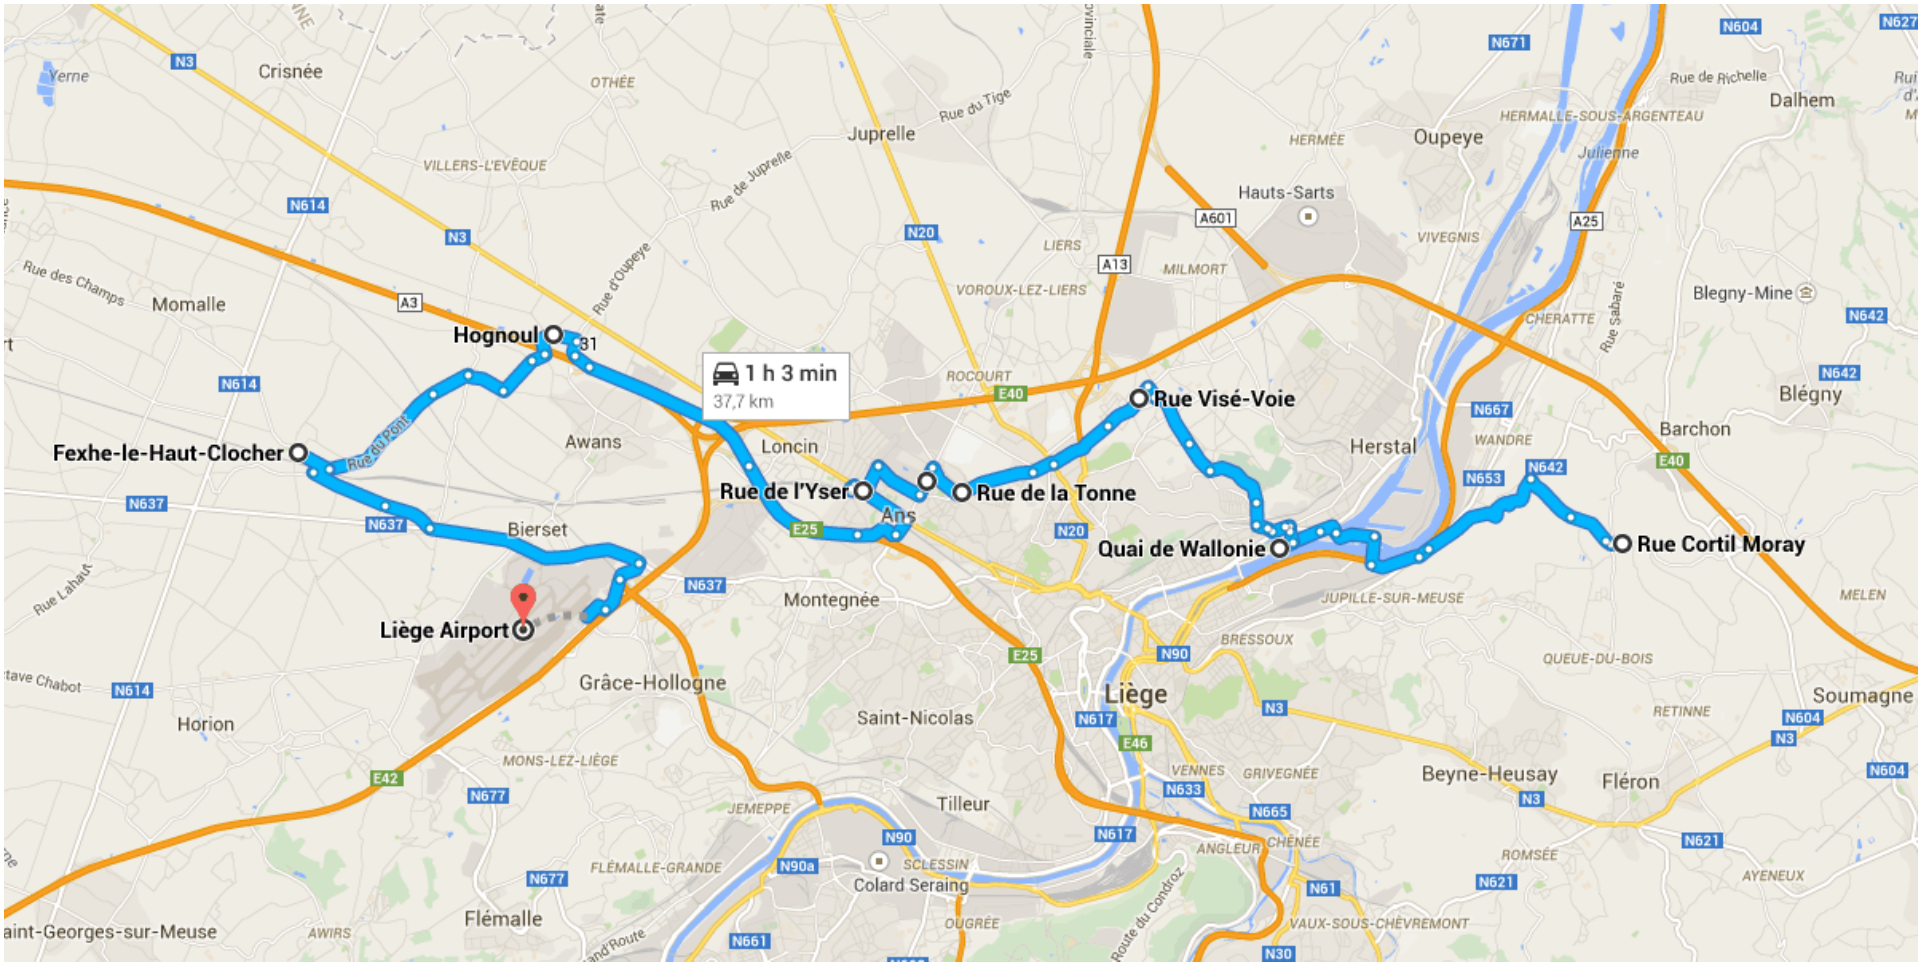 N3
Crisnée
Yerne
OTHÉE
Rue du Tige
Juprelle
N671
N604
N627
Rue de Richelle
Dalhem
HERMALLE-SOUS-ARGENTEAU
Oupeye
HERMÉE
Julienne
VILLERS-L'EVÊQUE
Rue de Juprelle
N614
Hauts-Sarts
A601
A25
N3
N20
VIVEGNIS
LIERS
A13
MILMORT
Rue d'Oupeye
Rue des Champs
Momalle
A3
VOROUX-LEZ-LIERS
Blegny-Mine
Rue Sabaré
CHERATTE
N642
Hognoul
31
1 h 3 min
37,7 km
N614
ROCOURT
E40
Rue Visé-Voie
Blégny
N667
Barchon
Awans
Loncin
Herstal
WANDRE
Rue du Pont
Fexhe-le-Haut-Clocher
E40
N642
N653
Rue de l'Yser
Rue de la Tonne
N637
N637
Bierset
E25
Ans
N20
Quai de Wallonie
Rue Cortil Moray
Rue Lahaut
N637
Montegnée
JUPILLE-SUR-MEUSE
MELEN
Liège Airport
BRESSOUX
E25
N90
QUEUE-DU-BOIS
Grâce-Hollogne
N614
Liège
Soumagne
Horion
Saint-Nicolas
N617
N3
RETINNE
N604
N3
E46
MONS-LEZ-LIÈGE
E42
VENNES
GRIVEGNÉE
Beyne-Heusay
Fléron
N604
N677
JEMEPPE
Tilleur
N633
N3
N665
N90
N617
CHÊNÉE
ANGLEUR
N621
ROMSÉE
FLÉMALLE-GRANDE
N90a
SCLESSIN
Colard Seraing
N677
N61
N621
AYENEUX
Flémalle
OUGRÉE
Route du Condroz
VAUX-SOUS-CHÈVREMONT
AWIRS
N661
N30